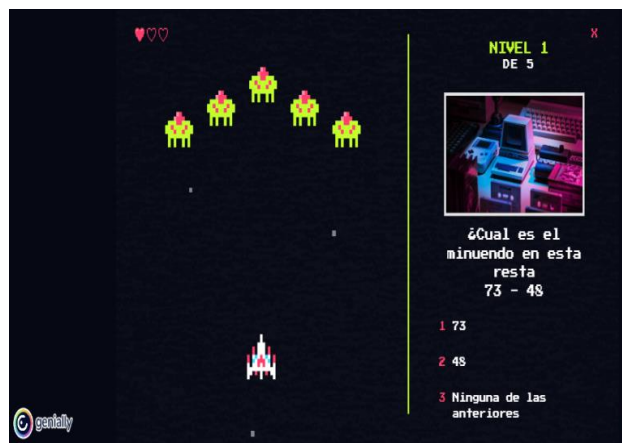 X
NIVEL 1
DE 5
¿Cual es el
minuendo en esta
resta
73 - 48
1 73
2 48
3 Ninguna de las
anteriores
genially